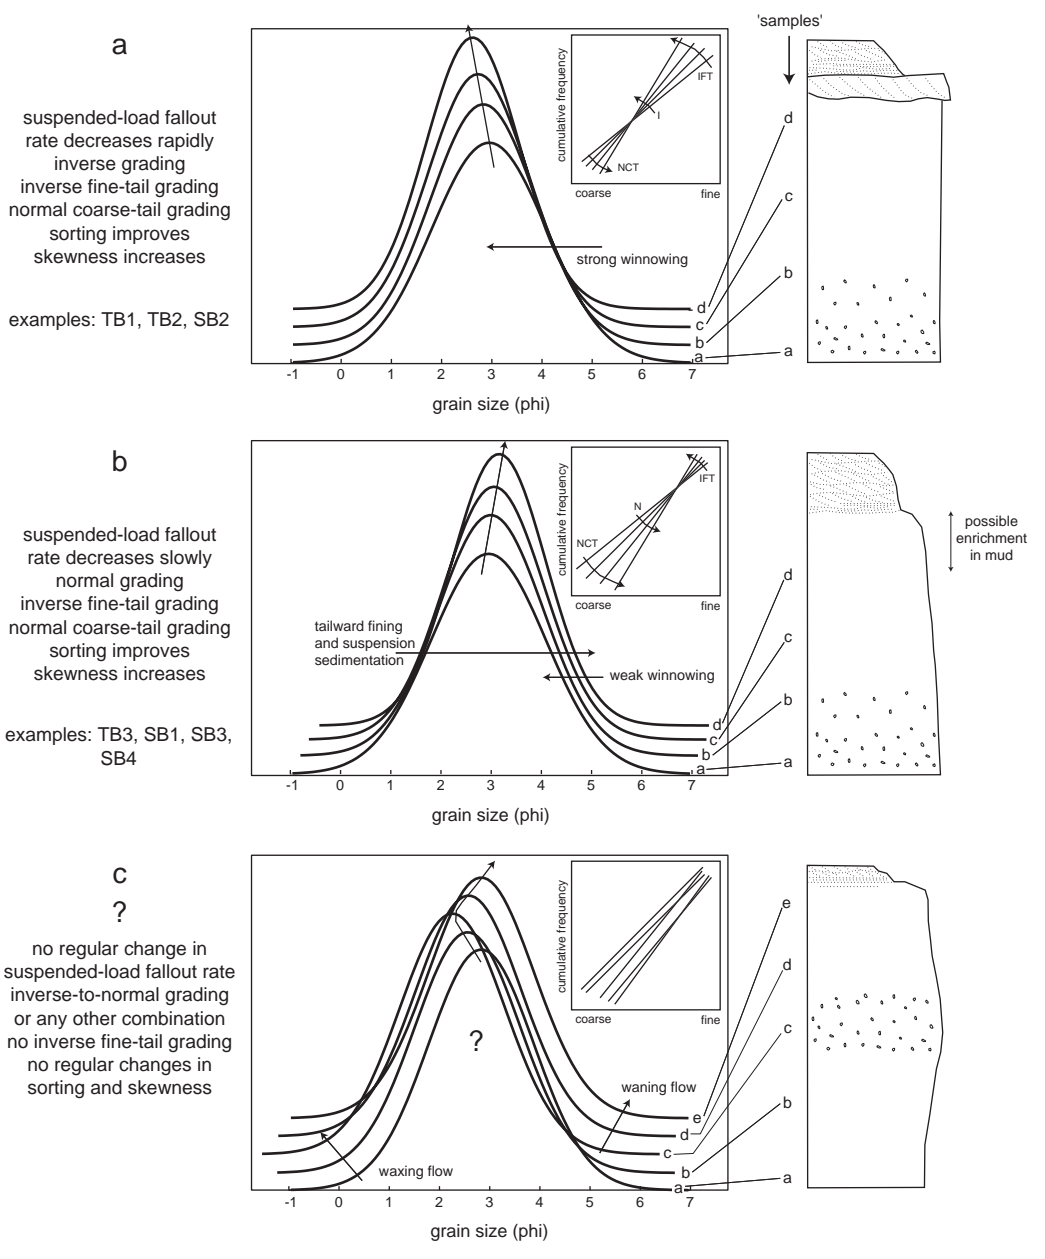 a
suspended-load fallout
rate decreases rapidly
inverse grading
inverse fine-tail grading
normal coarse-tail grading
sorting improves
skewness increases
examples: TB1, TB2, SB2
cumulative frequency
IFT
I
NCT
coarse
fine
strong winnowing
d
c
b
a
-1
0
1
2
3
4
5
6
7
grain size (phi)
'samples'
d
c
b
a
b
suspended-load fallout
rate decreases slowly
normal grading
inverse fine-tail grading
normal coarse-tail grading
sorting improves
skewness increases
examples: TB3, SB1, SB3,
SB4
cumulative frequency
IFT
N
NCT
coarse
fine
tailward fining
and suspension
sedimentation
weak winnowing
d
c
b
a
-1
0
1
2
3
4
5
6
7
grain size (phi)
d
c
b
a
possible
enrichment
in mud
c
?
no regular change in
suspended-load fallout rate
inverse-to-normal grading
or any other combination
no inverse fine-tail grading
no regular changes in
sorting and skewness
cumulative frequency
coarse
fine
?
waning flow
waxing flow
e
d
c
b
a
-1
0
1
2
3
4
5
6
7
grain size (phi)
e
d
c
b
a